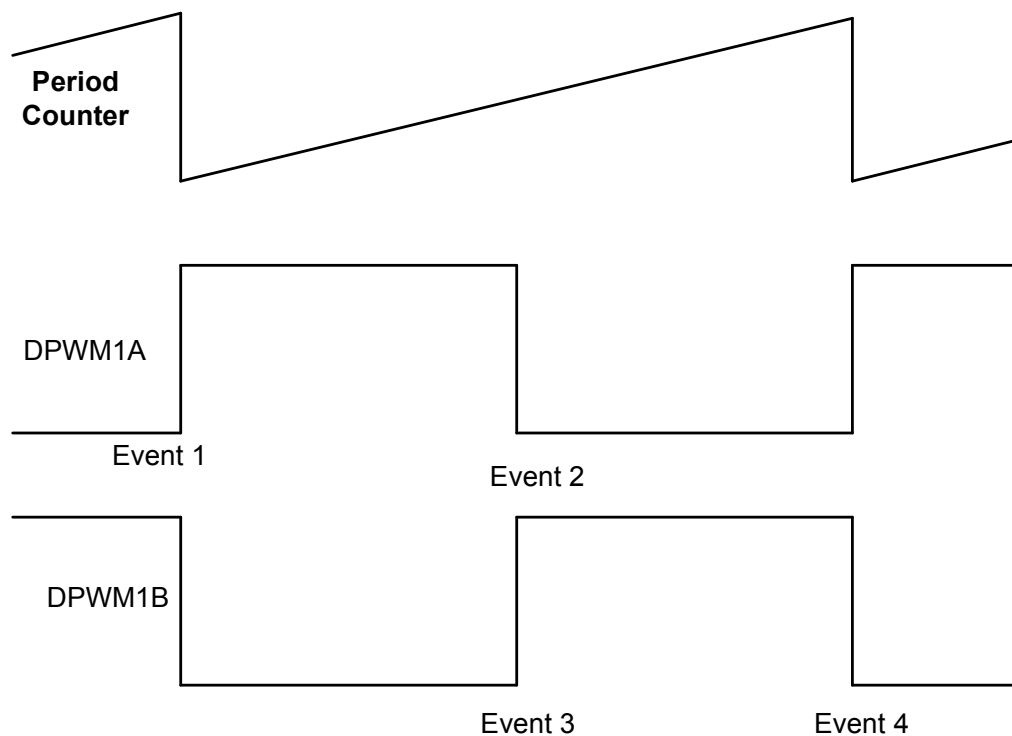 Period
Counter
DPWM1A
Event 1
Event 2
DPWM1B
Event 3
Event 4